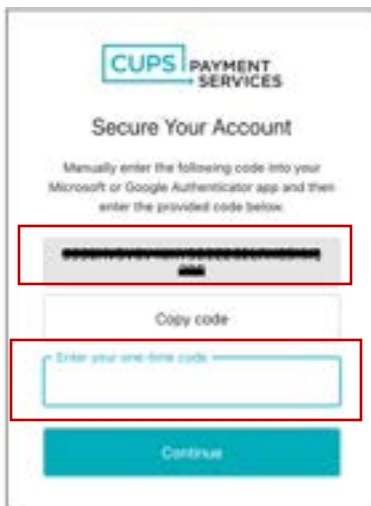 CUPS PAYMENT
SERVICES
Secure Your Account
Manually enter the following code into your
Microsoft or Google Authenticator app and then
enter the provided code below.
Copy code
Enter your one-time code
Continue